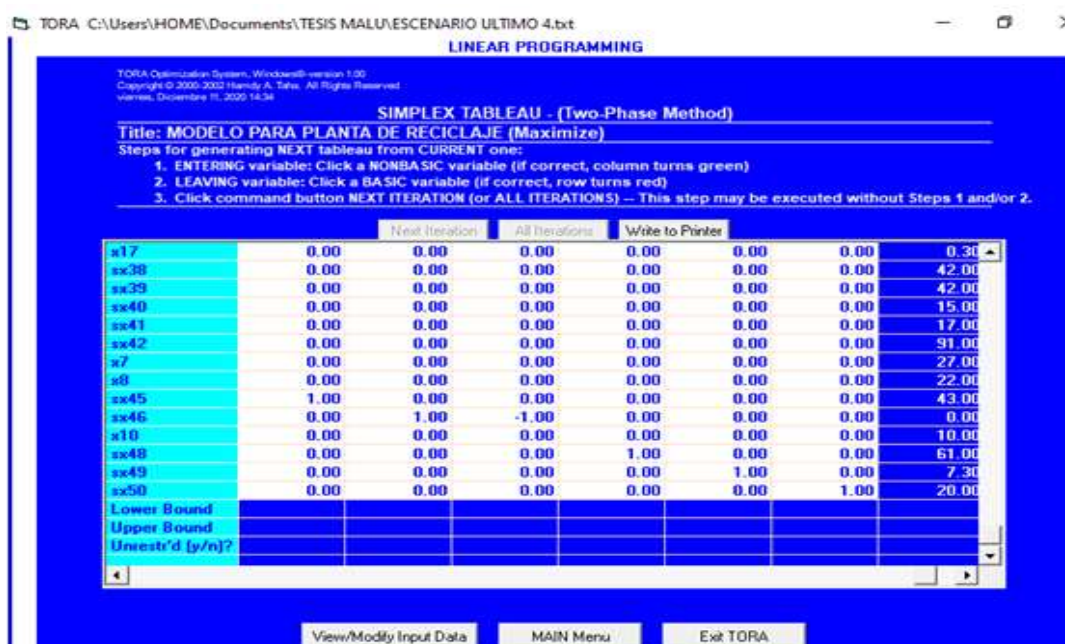 TORA C:\Users\HOME\Documents\TESIS MALU\ESCENARIO ULTIMO 4.txt
LINEAR PROGRAMMING
TORA Optimization System, Windows®-version 1.00
Copyright © 2000-2002 Hamdy A. Taha. All Rights Reserved
viernes, Diciembre 11, 2020 14:34
SIMPLEX TABLEAU - (Two-Phase Method)
Title: MODELO PARA PLANTA DE RECICLAJE (Maximize)
Steps for generating NEXT tableau from CURRENT one:
1. ENTERING variable: Click a NONBASIC variable (if correct, column turns green)
2. LEAVING variable: Click a BASIC variable (if correct, row turns red)
3. Click command button NEXT ITERATION (or ALL ITERATIONS) -- This step may be executed without Steps 1 and/or 2.
Next Iteration All Iterations Write to Printer
x17 0.00 0.00 0.00 0.00 0.00 0.00 0.30
sx38 0.00 0.00 0.00 0.00 0.00 0.00 42.00
sx39 0.00 0.00 0.00 0.00 0.00 0.00 42.00
sx40 0.00 0.00 0.00 0.00 0.00 0.00 15.00
sx41 0.00 0.00 0.00 0.00 0.00 0.00 17.00
sx42 0.00 0.00 0.00 0.00 0.00 0.00 91.00
x7 0.00 0.00 0.00 0.00 0.00 0.00 27.00
x8 0.00 0.00 0.00 0.00 0.00 0.00 22.00
sx45 1.00 0.00 0.00 0.00 0.00 0.00 43.00
sx46 0.00 1.00 -1.00 0.00 0.00 0.00 0.00
x10 0.00 0.00 0.00 0.00 0.00 0.00 10.00
sx48 0.00 0.00 0.00 1.00 0.00 0.00 61.00
sx49 0.00 0.00 0.00 0.00 1.00 0.00 7.30
sx50 0.00 0.00 0.00 0.00 0.00 1.00 20.00
Lower Bound
Upper Bound
Unrestr'd (y/n)?
View/Modify Input Data MAIN Menu Exit TORA